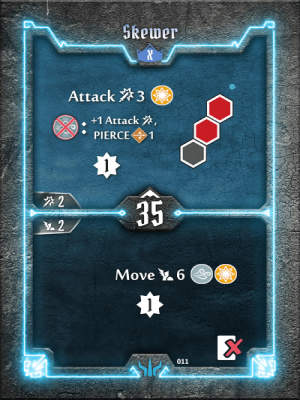 Skewer
X
Attack 3
: +1 Attack ,
PIERCE 1
1
2
35
2
Move 6
1
011